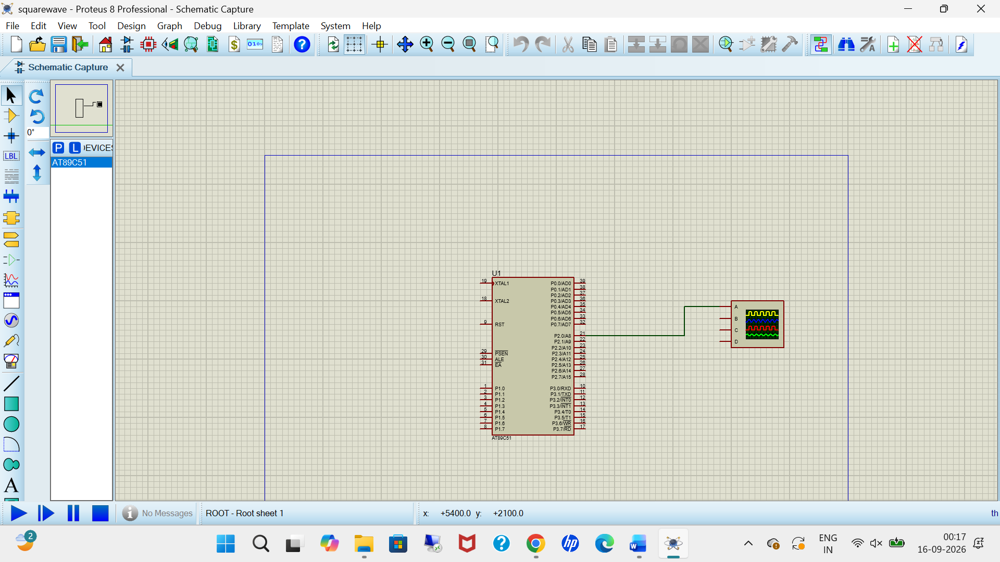 squarewave - Proteus 8 Professional - Schematic Capture
File Edit View Tool Design Graph Debug Library Template System Help
Schematic Capture
0°
P L DEVICES
AT89C51
LBL
A
U1
19 XTAL1
18 XTAL2
9 RST
29 PSEN
30 ALE
31 EA
1 P1.0
2 P1.1
3 P1.2
4 P1.3
5 P1.4
6 P1.5
7 P1.6
8 P1.7
P0.0/AD0 39
P0.1/AD1 38
P0.2/AD2 37
P0.3/AD3 36
P0.4/AD4 35
P0.5/AD5 34
P0.6/AD6 33
P0.7/AD7 32
P2.0/A8 21
P2.1/A9 22
P2.2/A10 23
P2.3/A11 24
P2.4/A12 25
P2.5/A13 26
P2.6/A14 27
P2.7/A15 28
P3.0/RXD 10
P3.1/TXD 11
P3.2/INT0 12
P3.3/INT1 13
P3.4/T0 14
P3.5/T1 15
P3.6/WR 16
P3.7/RD 17
AT89C51
A
B
C
D
No Messages
ROOT - Root sheet 1
x: +5400.0 y: +2100.0
th
2
ENG
IN
00:17
16-09-2026